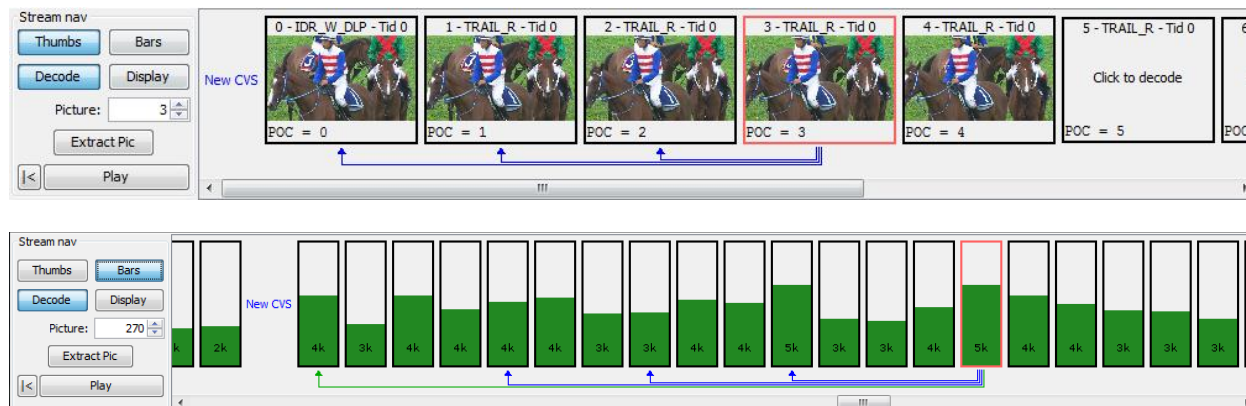 Stream nav
Thumbs Bars
Decode Display
Picture: 3
Extract Pic
|< Play
New CVS
0 - IDR_W_DLP - Tid 0
POC = 0
1 - TRAIL_R - Tid 0
POC = 1
2 - TRAIL_R - Tid 0
POC = 2
3 - TRAIL_R - Tid 0
POC = 3
4 - TRAIL_R - Tid 0
POC = 4
5 - TRAIL_R - Tid 0
Click to decode
POC = 5
6
POC
Stream nav
Thumbs Bars
Decode Display
Picture: 270
Extract Pic
|< Play
New CVS
k 2k 4k 3k 4k 4k 4k 4k 3k 3k 4k 4k 5k 3k 3k 4k 5k 4k 4k 3k 3k 3k